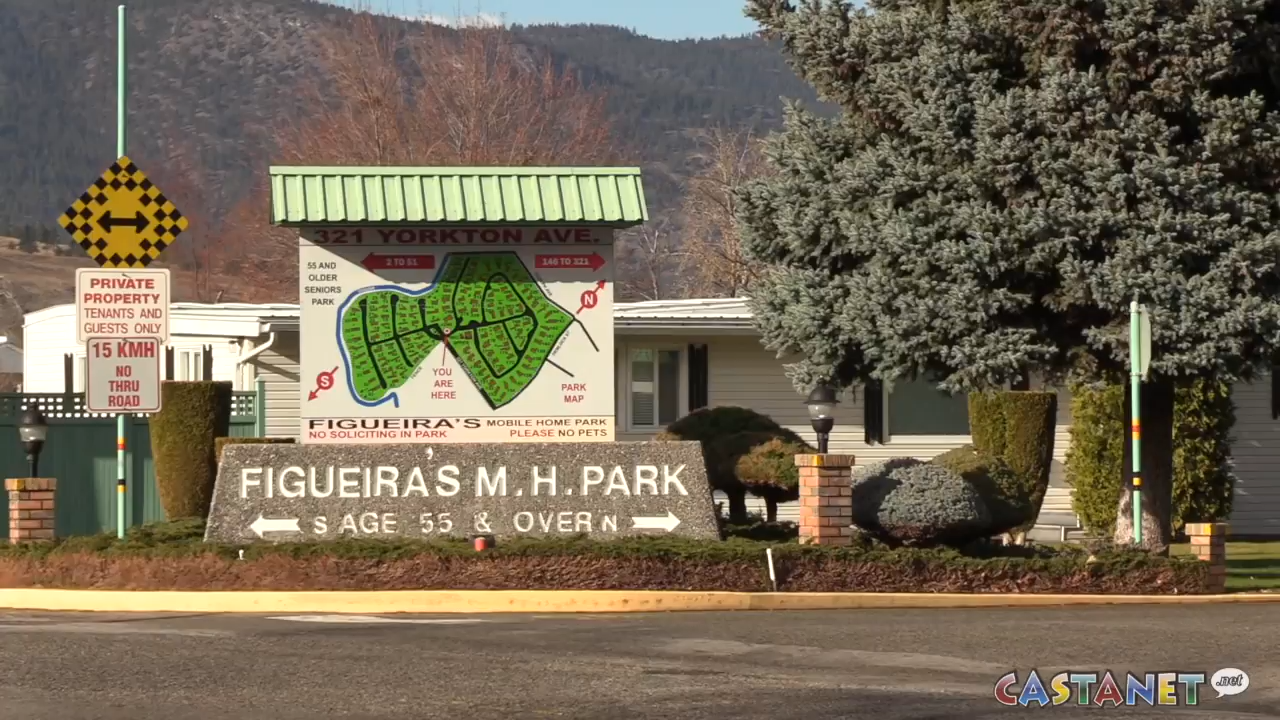 PRIVATE
PROPERTY
TENANTS AND
GUESTS ONLY
15 KMH
NO
THRU
ROAD
321 YORKTON AVE.
2 TO 51
146 TO 321
55 AND
OLDER
SENIORS
PARK
N
S
YOU
ARE
HERE
PARK
MAP
FIGUEIRA'S MOBILE HOME PARK
NO SOLICITING IN PARK PLEASE NO PETS
FIGUEIRA'S M.H. PARK
S AGE 55 & OVER N
CASTANET.net